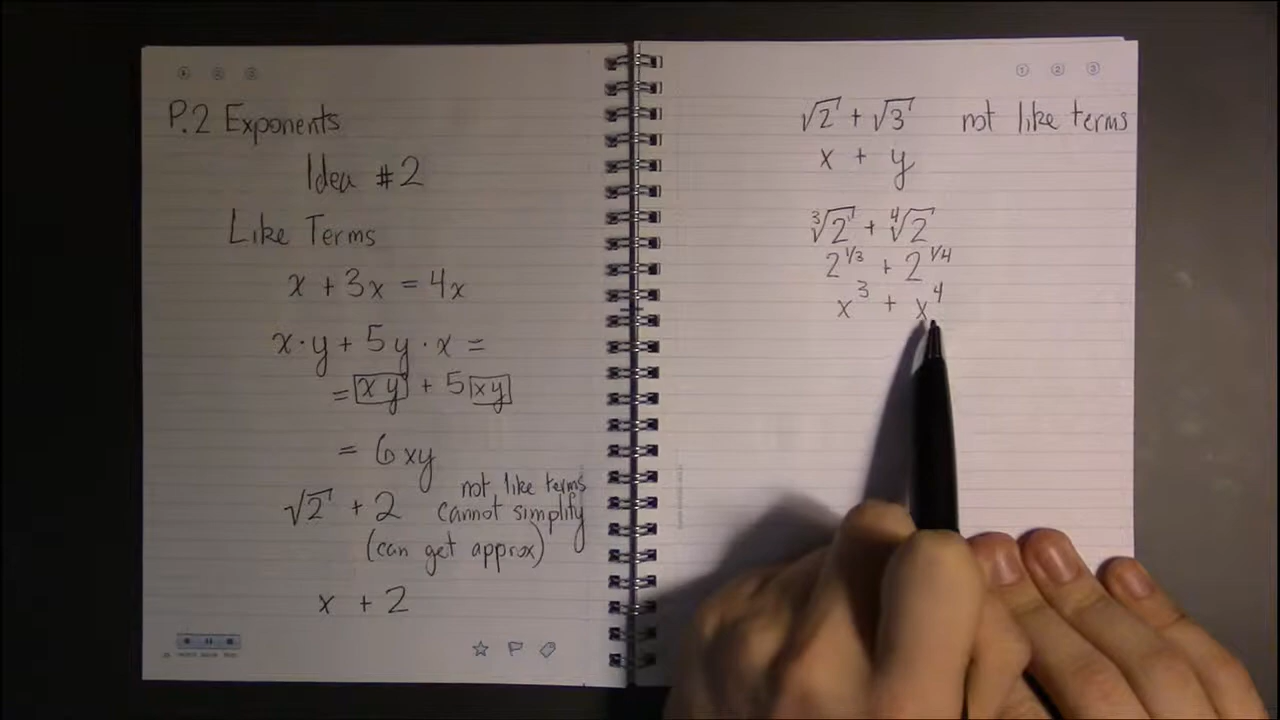 P.2 Exponents
Idea #2
Like Terms
x + 3x = 4x
x · y + 5y · x =
= xy + 5xy
= 6xy
√2 + 2 not like terms
cannot simplify
(can get approx)
x + 2
√2 + √3 not like terms
x + y
∛2 + ∜2
2^1/3 + 2^1/4
x^3 + x^4